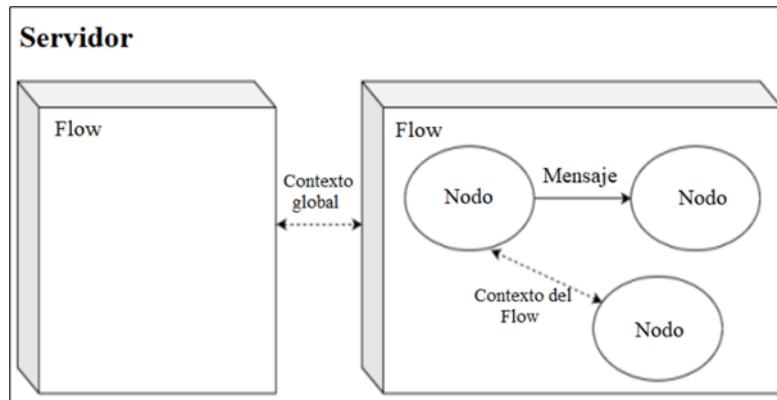 Servidor
Flow
Contexto
global
Flow
Nodo
Mensaje
Nodo
Contexto del
Flow
Nodo